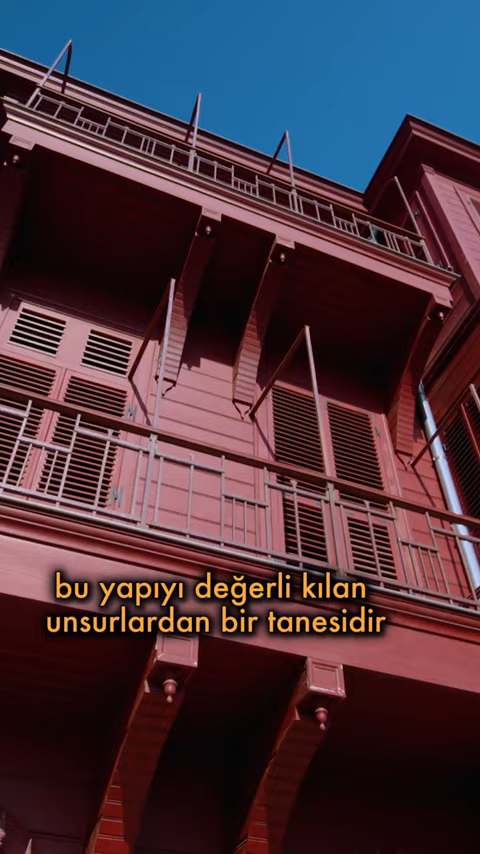 bu yapıyı değerli kılan
unsurlardan bir tanesidir